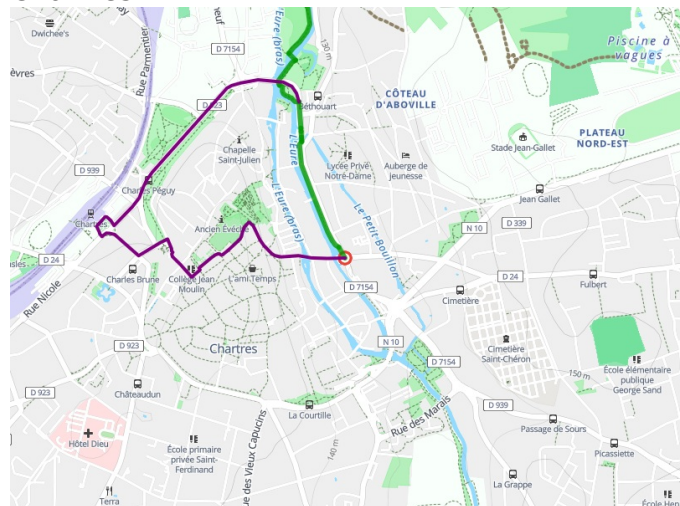 Dwichee's
euf
D 7154
Rue Parmentier
l'Eure (bras)
130 m
Piscine à
vagues
D 923
CÔTEAU
D'ABOVILLE
PLATEAU
NORD-EST
Stade Jean-Gallet
Chapelle
Saint-Julien
L'Eure
Lycée Privé
Notre-Dame
Auberge de
jeunesse
D 939
Charles Péguy
Jean Gallet
Chartres
Ancien Évêché
L'Eure (bras)
Le Petit Bouillon
N 10
D 339
D 24
Charles Brune
Collège Jean
Moulin
L'ami Temps
D 24
Fulbert
Rue Nicole
D 7154
Cimetière
D 923
Chartres
N 10
D 7154
Cimetière
Saint-Chéron
École élémentaire
publique
George Sand
D 923
Châteaudun
150 m
La Courtille
Rue des Marais
D 939
Passage de Sours
Hôtel Dieu
École primaire
privée Saint-
Ferdinand
ue des Vieux Capucins
140 m
Picassiette
La Grappe
Terra
École Hen